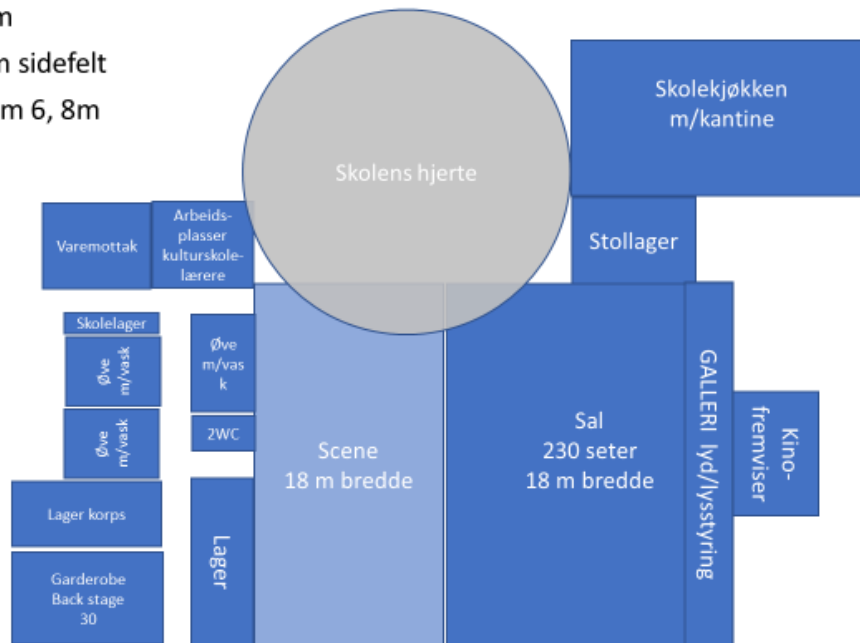 m
m sidefelt
m 6, 8m
Skolekjøkken
m/kantine
Skolens hjerte
Arbeids-
plasser
kulturskole-
lærere
Varemottak
Stollager
Skolelager
Øve
m/vask
Øve
m/vas
k
Øve
m/vask
2WC
Scene
18 m bredde
Sal
230 seter
18 m bredde
GALLERI lyd/lysstyring
Kino-
fremviser
Lager korps
Lager
Garderobe
Back stage
30